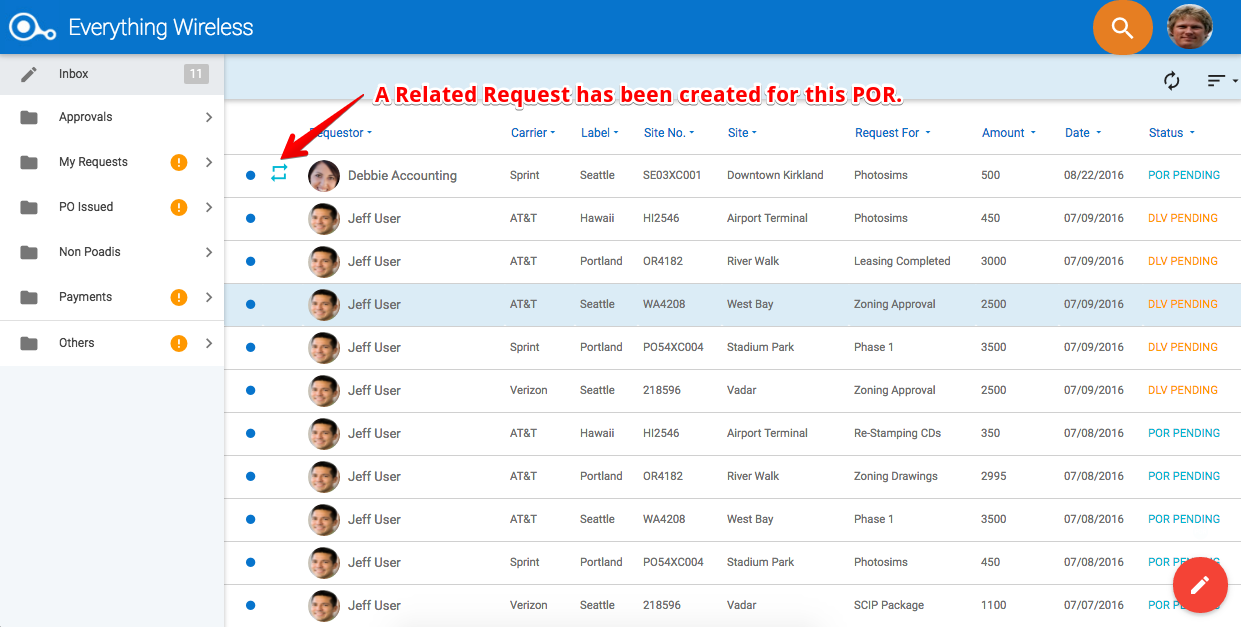 Everything Wireless
Inbox 11
Approvals
My Requests
PO Issued
Non Poadis
Payments
Others
A Related Request has been created for this POR.
Requestor Carrier Label Site No. Site Request For Amount Date Status
Debbie Accounting Sprint Seattle SE03XC001 Downtown Kirkland Photosims 500 08/22/2016 POR PENDING
Jeff User AT&T Hawaii HI2546 Airport Terminal Photosims 450 07/09/2016 DLV PENDING
Jeff User AT&T Portland OR4182 River Walk Leasing Completed 3000 07/09/2016 DLV PENDING
Jeff User AT&T Seattle WA4208 West Bay Zoning Approval 2500 07/09/2016 DLV PENDING
Jeff User Sprint Portland PO54XC004 Stadium Park Phase 1 3500 07/09/2016 DLV PENDING
Jeff User Verizon Seattle 218596 Vadar Zoning Approval 2500 07/09/2016 DLV PENDING
Jeff User AT&T Hawaii HI2546 Airport Terminal Re-Stamping CDs 350 07/08/2016 POR PENDING
Jeff User AT&T Portland OR4182 River Walk Zoning Drawings 2995 07/08/2016 POR PENDING
Jeff User AT&T Seattle WA4208 West Bay Phase 1 3500 07/08/2016 POR PENDING
Jeff User Sprint Portland PO54XC004 Stadium Park Photosims 450 07/08/2016 POR PENDING
Jeff User Verizon Seattle 218596 Vadar SCIP Package 1100 07/07/2016 POR